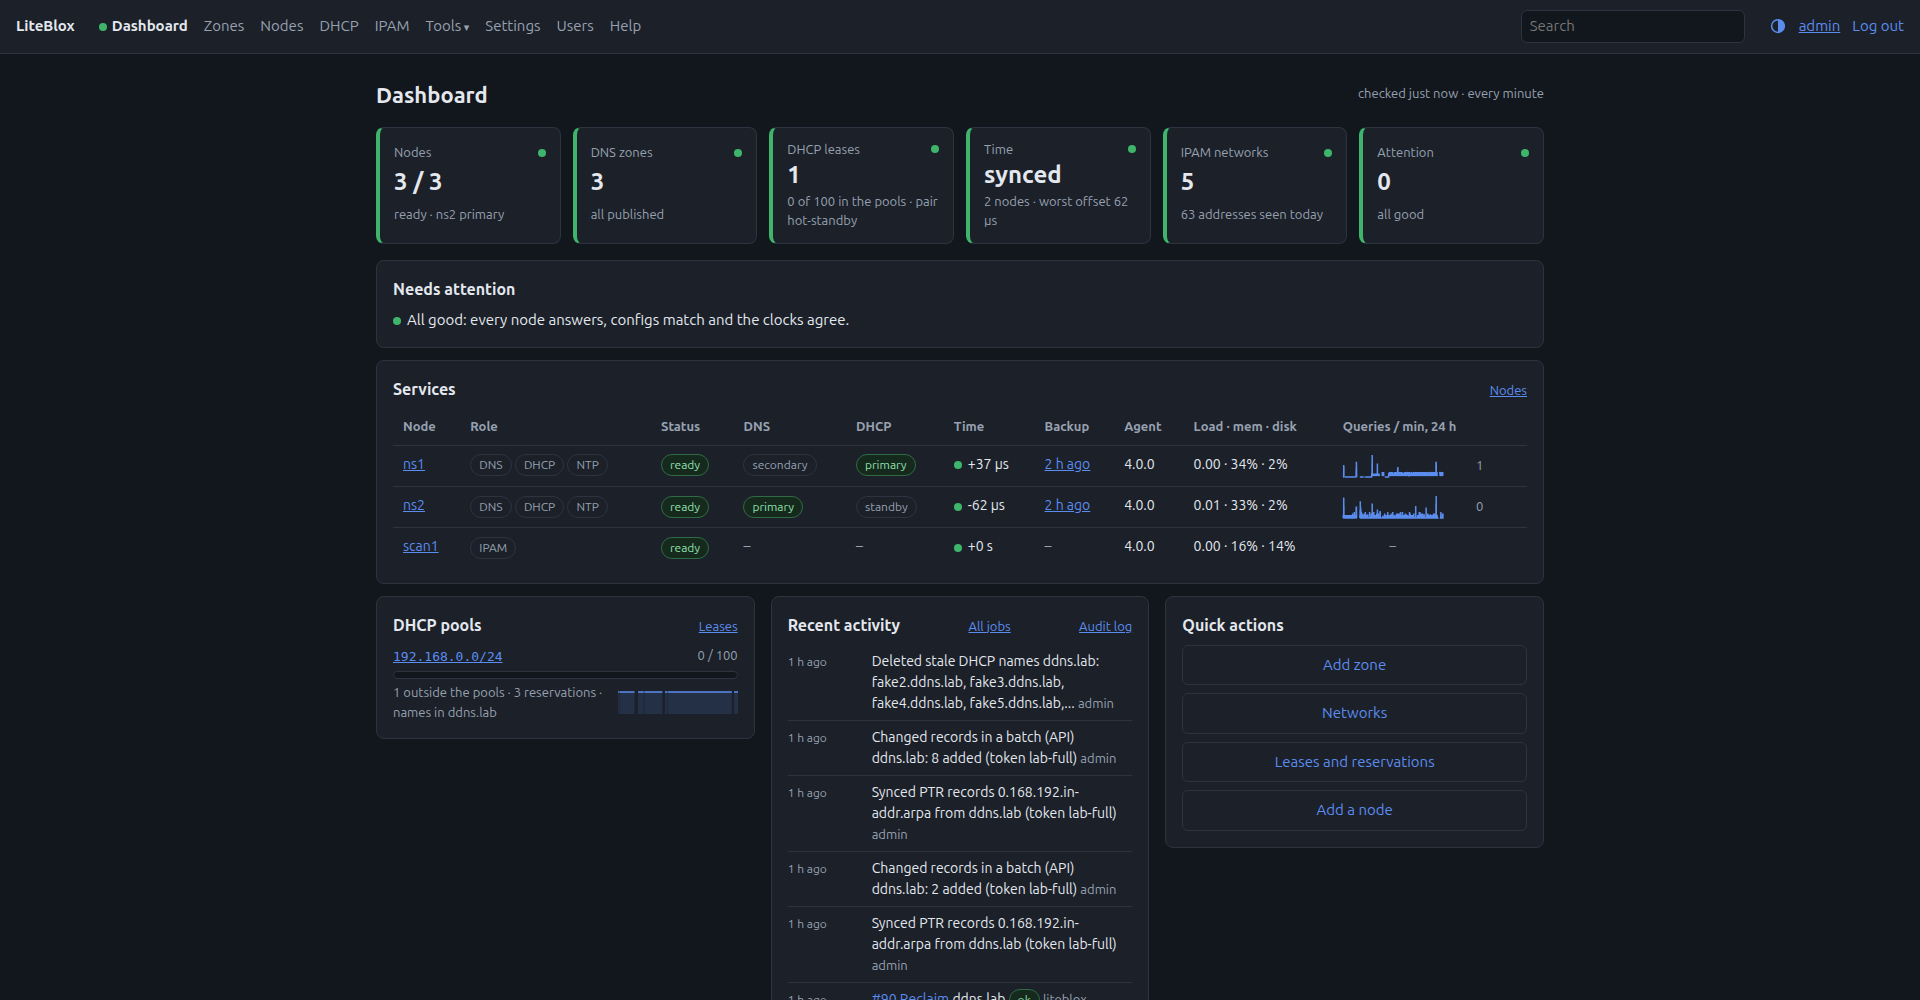 LiteBlox Dashboard Zones Nodes DHCP IPAM Tools▾ Settings Users Help Search admin Log out
Dashboard
checked just now · every minute
Nodes
3 / 3
ready · ns2 primary
DNS zones
3
all published
DHCP leases
1
0 of 100 in the pools · pair
hot-standby
Time
synced
2 nodes · worst offset 62
µs
IPAM networks
5
63 addresses seen today
Attention
0
all good
Needs attention
All good: every node answers, configs match and the clocks agree.
Services
Nodes
Node Role Status DNS DHCP Time Backup Agent Load · mem · disk Queries / min, 24 h
ns1 DNS DHCP NTP ready secondary primary +37 µs 2 h ago 4.0.0 0.00 · 34% · 2% 1
ns2 DNS DHCP NTP ready primary standby -62 µs 2 h ago 4.0.0 0.01 · 33% · 2% 0
scan1 IPAM ready – – +0 s – 4.0.0 0.00 · 16% · 14% –
DHCP pools
Leases
192.168.0.0/24 0 / 100
1 outside the pools · 3 reservations ·
names in ddns.lab
Recent activity All jobs Audit log
1 h ago Deleted stale DHCP names ddns.lab:
fake2.ddns.lab, fake3.ddns.lab,
fake4.ddns.lab, fake5.ddns.lab,... admin
1 h ago Changed records in a batch (API)
ddns.lab: 8 added (token lab-full) admin
1 h ago Synced PTR records 0.168.192.in-
addr.arpa from ddns.lab (token lab-full)
admin
1 h ago Changed records in a batch (API)
ddns.lab: 2 added (token lab-full) admin
1 h ago Synced PTR records 0.168.192.in-
addr.arpa from ddns.lab (token lab-full)
admin
1 h ago #90 Reclaim ddns.lab ok liteblox
Quick actions
Add zone
Networks
Leases and reservations
Add a node